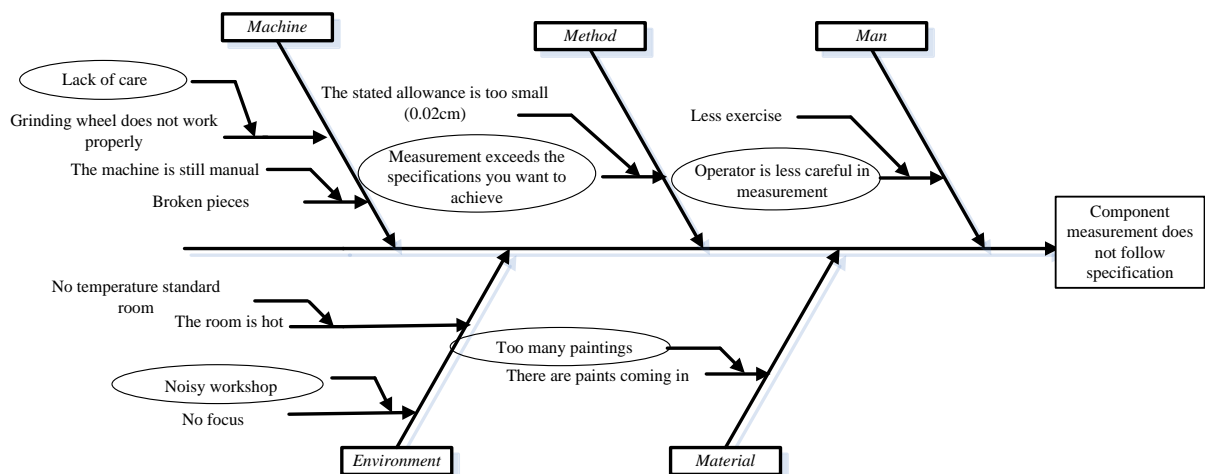 Machine
Method
Man
Lack of care
Grinding wheel does not work
properly
The machine is still manual
Broken pieces
The stated allowance is too small
(0.02cm)
Measurement exceeds the
specifications you want to
achieve
Less exercise
Operator is less careful in
measurement
Component
measurement does
not follow
specification
No temperature standard
room
The room is hot
Noisy workshop
No focus
Too many paintings
There are paints coming in
Environment
Material